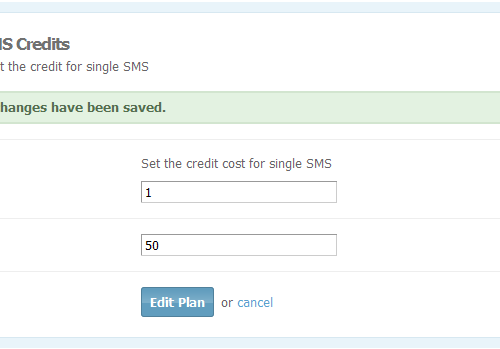 S Credits
t the credit for single SMS
hanges have been saved.
Set the credit cost for single SMS
1
50
Edit Plan or cancel